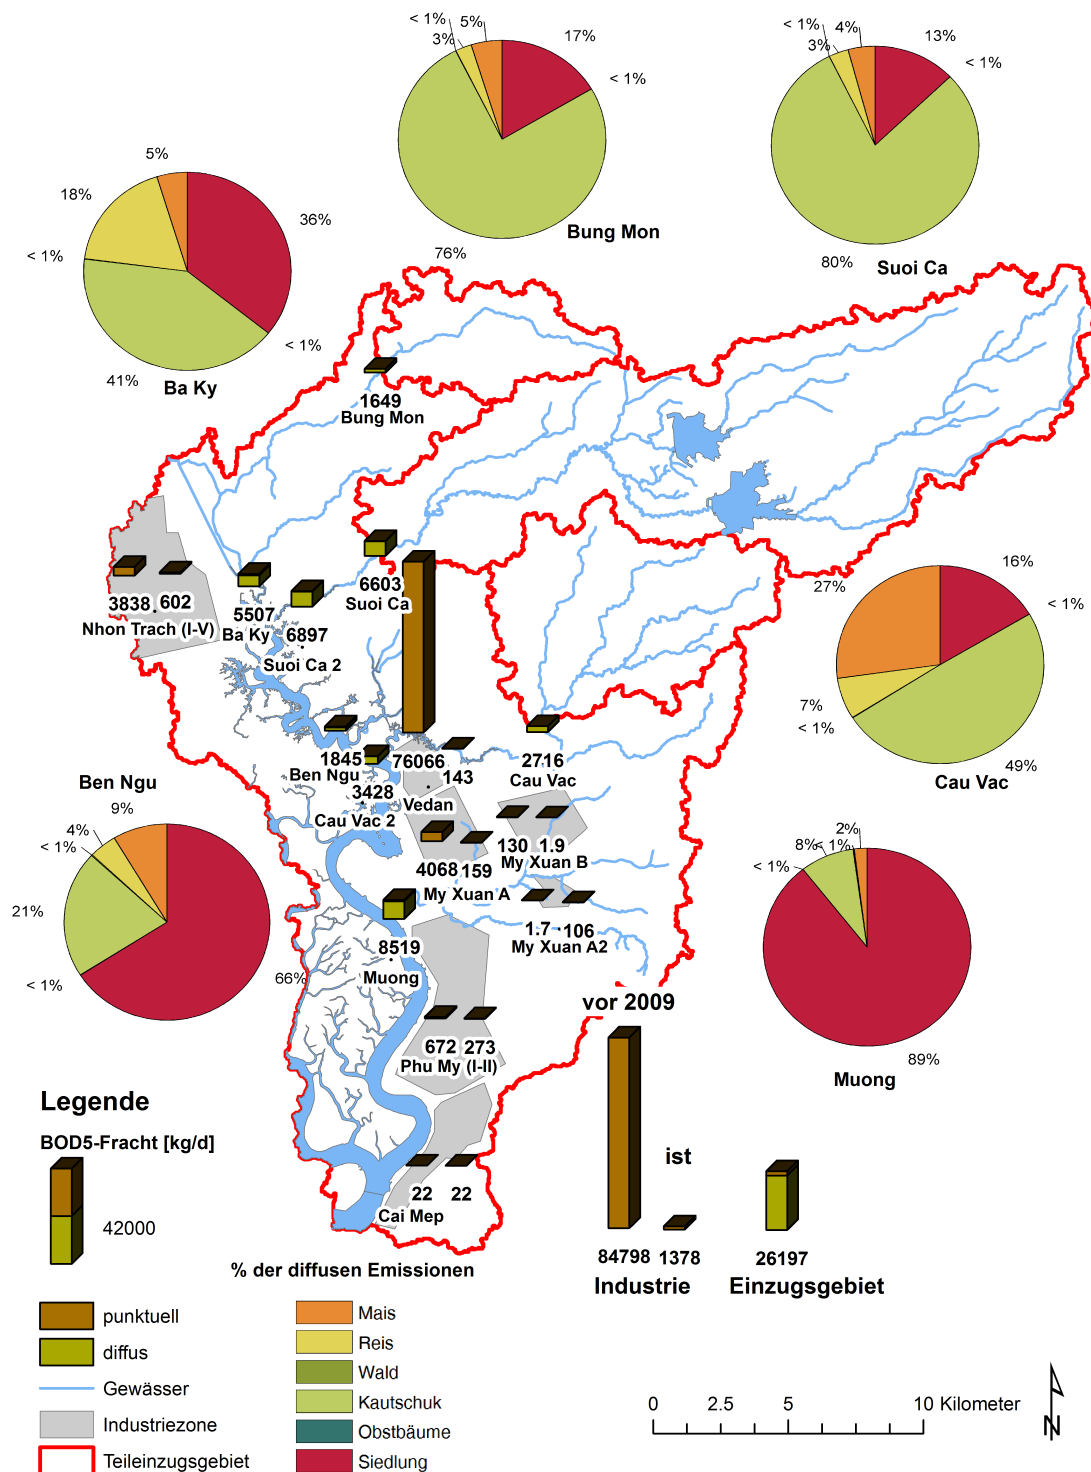 < 1%
5%
3%
17%
< 1%
Bung Mon
76%
< 1%
4%
3%
13%
< 1%
80%
Suoi Ca
5%
18%
36%
< 1%
< 1%
41%
Ba Ky
1649
Bung Mon
3838
602
Nhon Trach (I-V)
5507
Ba Ky
6897
Suoi Ca 2
6603
Suoi Ca
27%
16%
< 1%
7%
< 1%
49%
Cau Vac
1845
Ben Ngu
76066
143
Vedan
2716
Cau Vac
3428
Cau Vac 2
Ben Ngu
9%
4%
< 1%
21%
< 1%
66%
4068
159
My Xuan A
130
1.9
My Xuan B
1.7
106
My Xuan A2
8519
Muong
2%
8%
< 1%
< 1%
89%
Muong
672
273
Phu My (I-II)
22
22
Cai Mep
vor 2009
ist
84798
1378
26197
Industrie
Einzugsgebiet
Legende
BOD5-Fracht [kg/d]
42000
% der diffusen Emissionen
punktuell
diffus
Gewässer
Industriezone
Teileinzugsgebiet
Mais
Reis
Wald
Kautschuk
Obstbäume
Siedlung
0 2.5 5 10 Kilometer
N